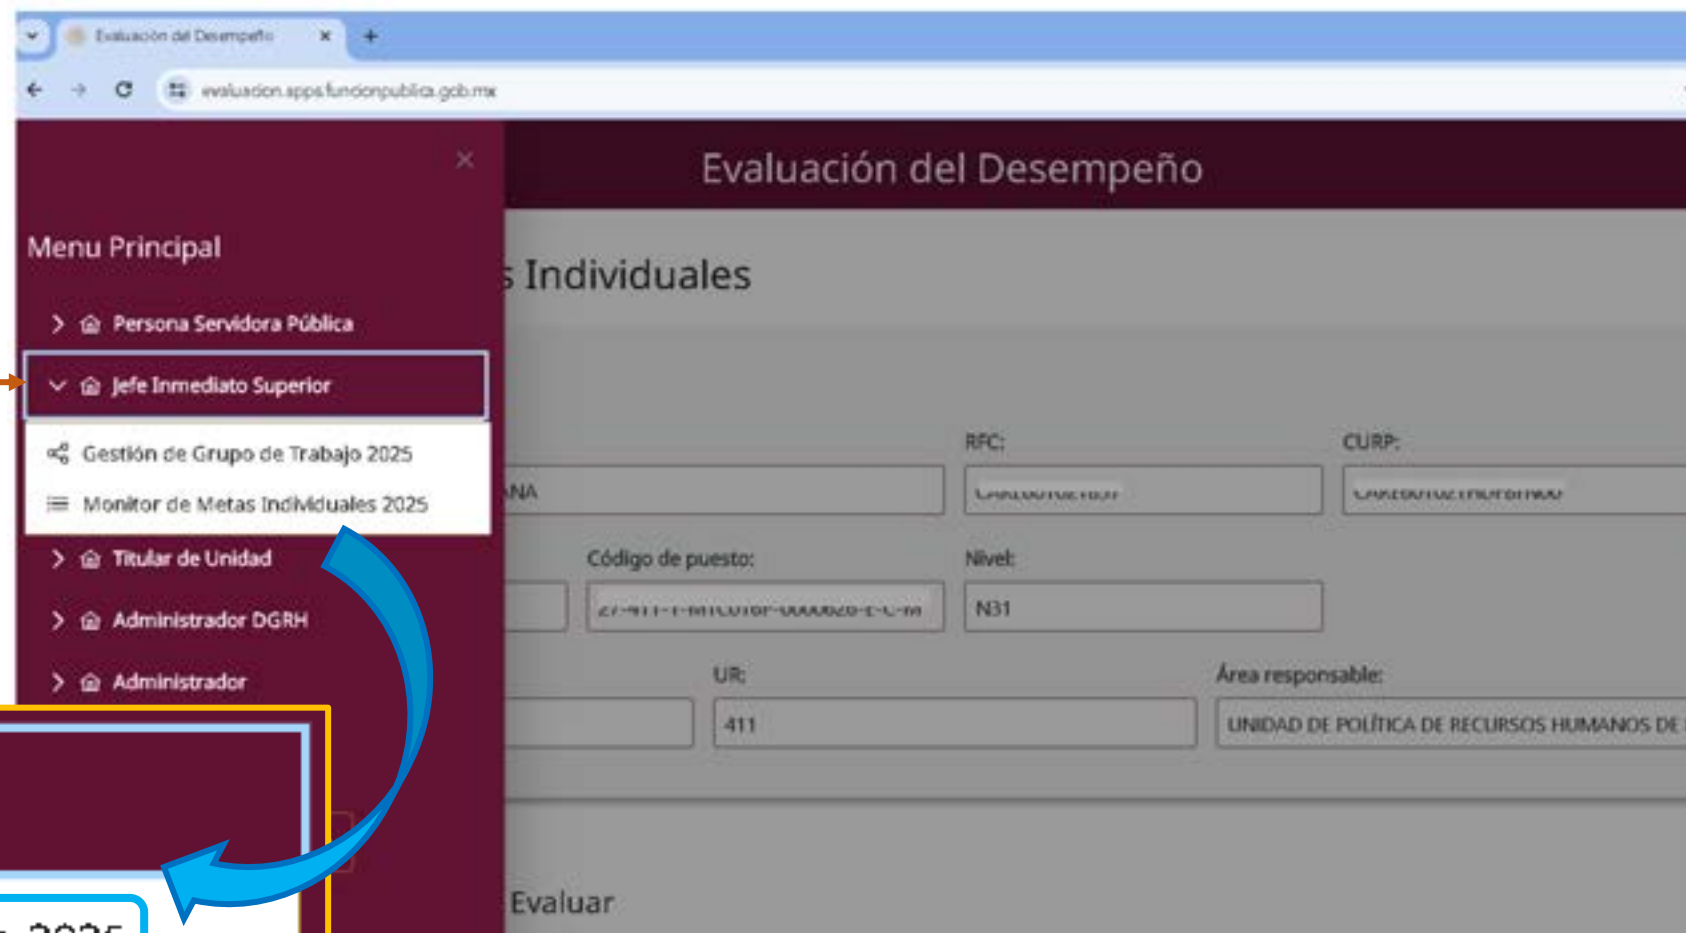 Evaluación del Desempeño
evaluacion.apps.funcionpublica.gob.mx
Evaluación del Desempeño
Menu Principal
s Individuales
Persona Servidora Pública
Jefe Inmediato Superior
Gestión de Grupo de Trabajo 2025
Monitor de Metas Individuales 2025
RFC:
CURP:
ANA
Titular de Unidad
Código de puesto:
Nivel:
N31
Administrador DGRH
Administrador
UR:
Área responsable:
411
UNIDAD DE POLÍTICA DE RECURSOS HUMANOS DE
Evaluar
2025